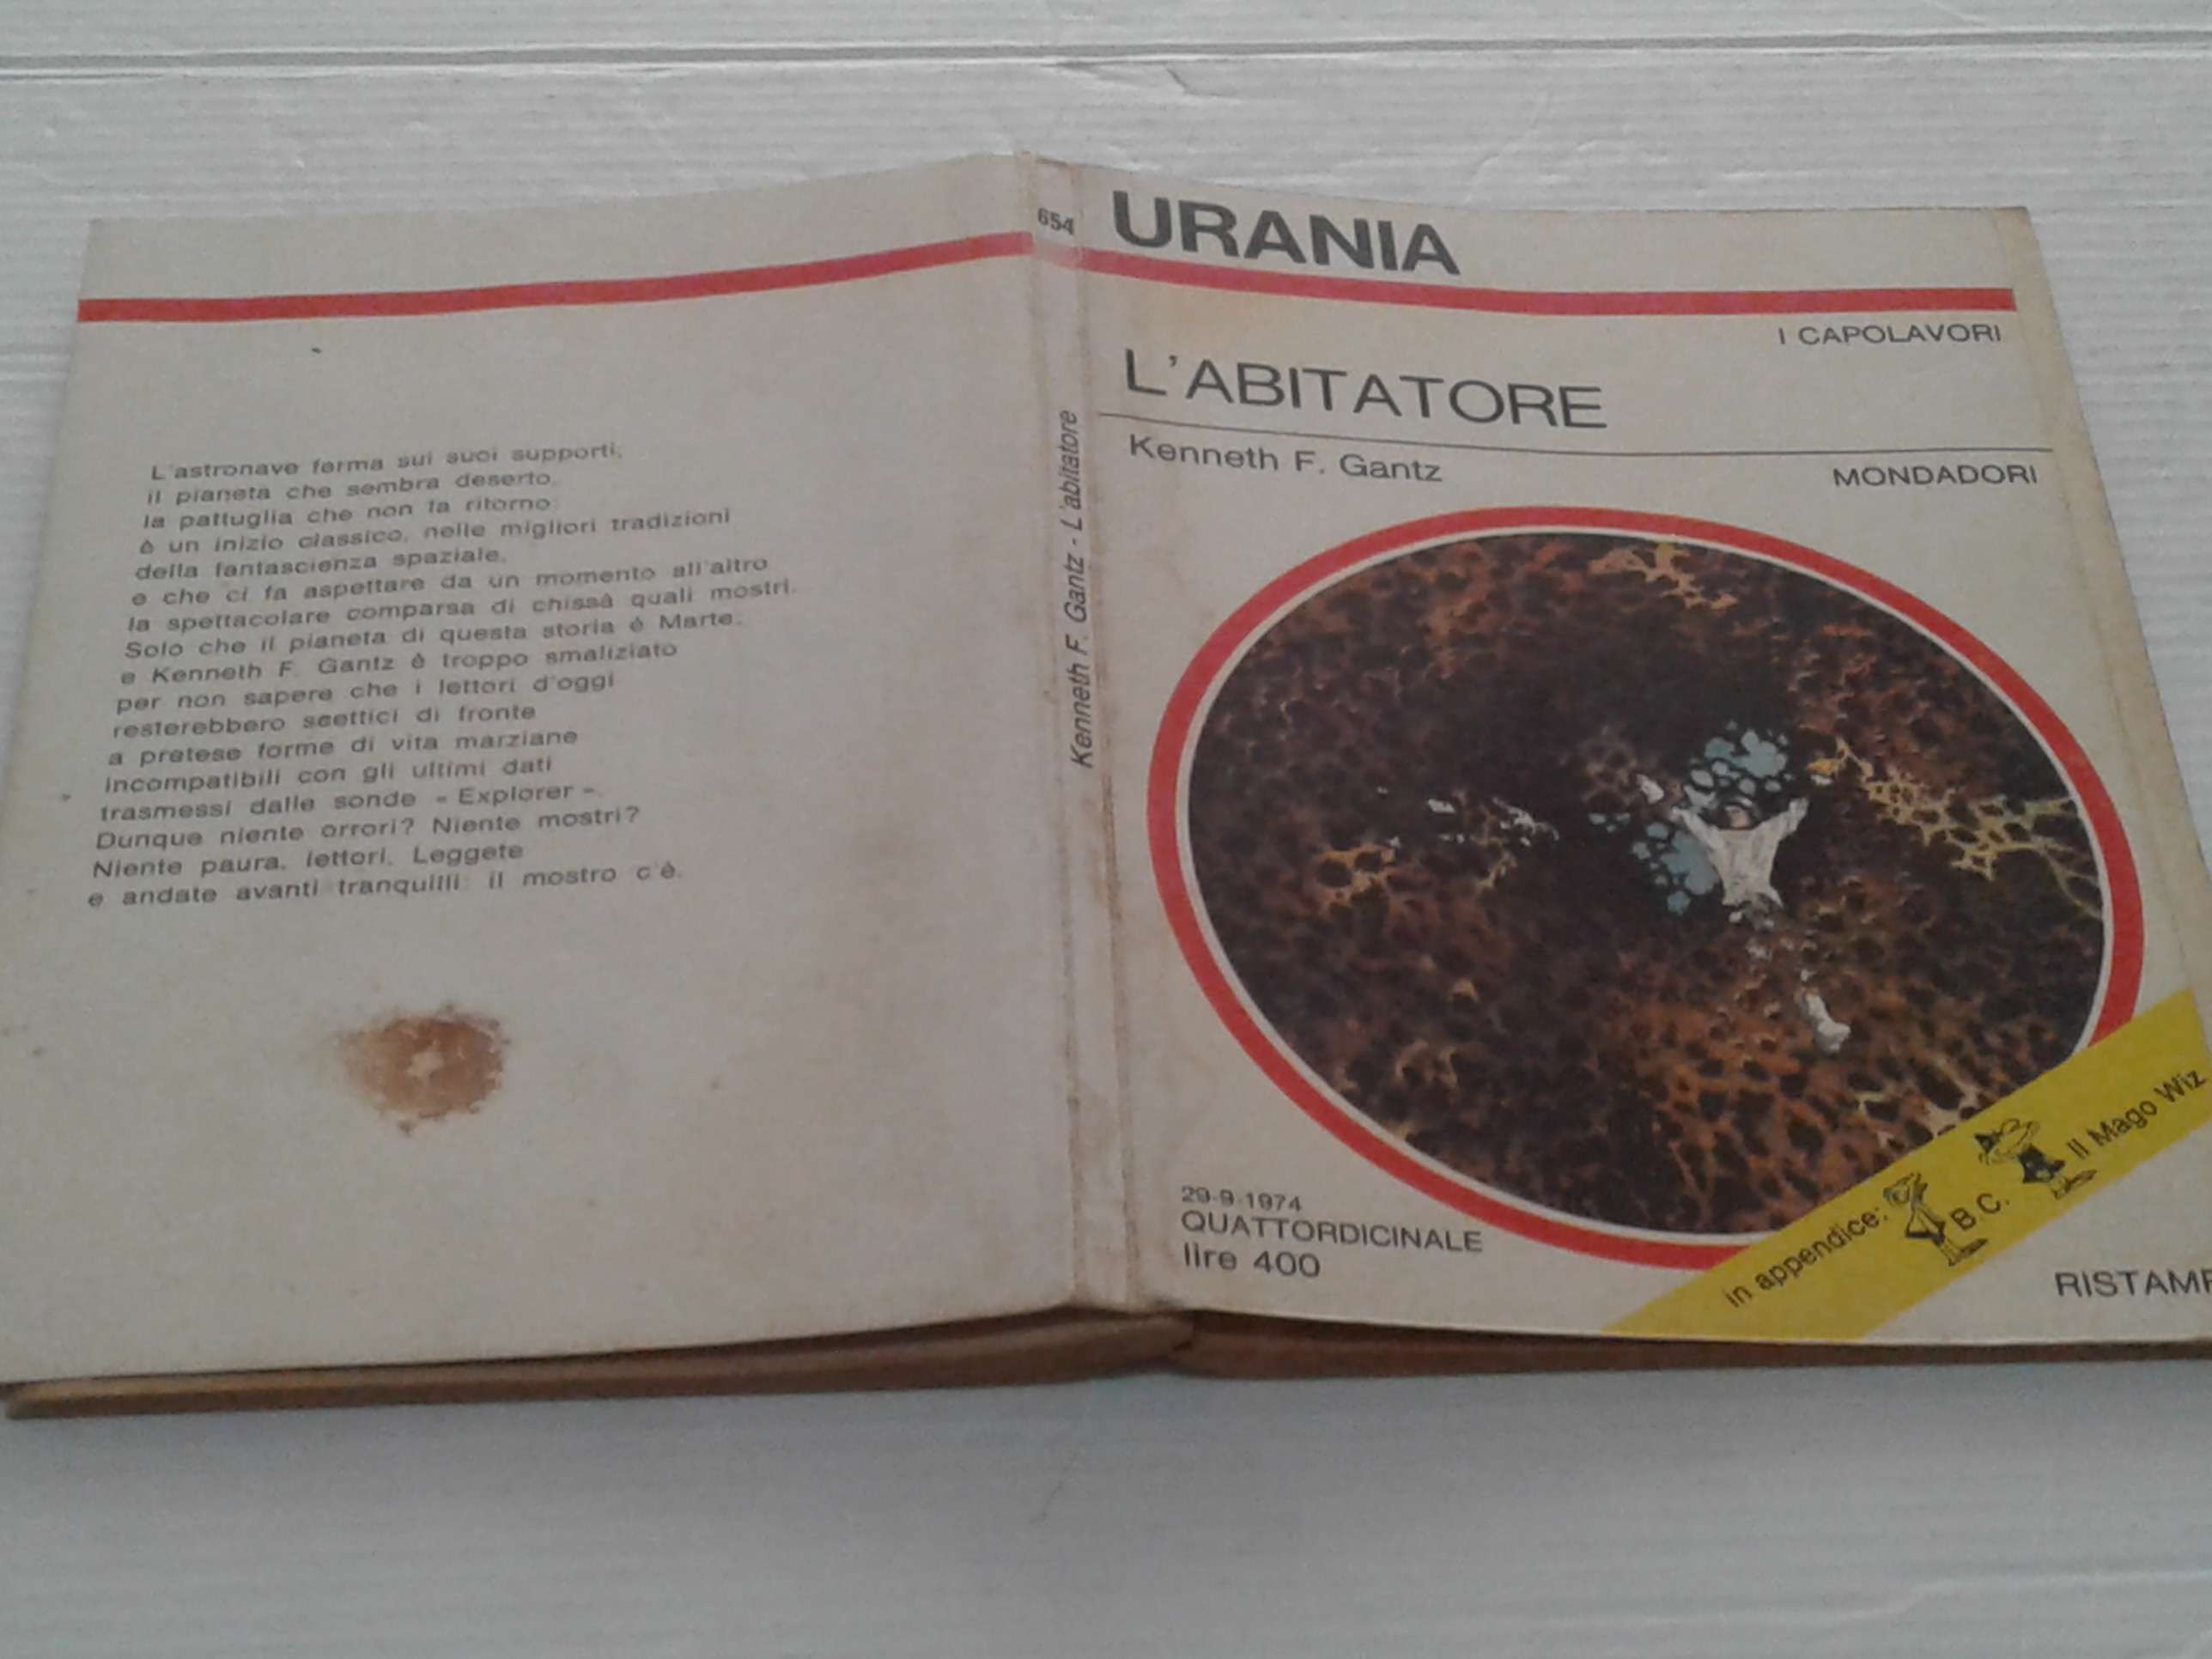 L'astronave ferma sui suoi supporti,
il pianeta che sembra deserto,
la pattuglia che non fa ritorno:
è un inizio classico, nelle migliori tradizioni
della fantascienza spaziale,
e che ci fa aspettare da un momento all'altro
la spettacolare comparsa di chissà quali mostri.
Solo che il pianeta di questa storia è Marte,
e Kenneth F. Gantz è troppo smaliziato
per non sapere che i lettori d'oggi
resterebbero scettici di fronte
a pretese forme di vita marziane
incompatibili con gli ultimi dati
trasmessi dalle sonde « Explorer ».
Dunque niente orrori? Niente mostri?
Niente paura, lettori. Leggete
e andate avanti tranquilli: il mostro c'è.
654
Kenneth F. Gantz - L'abitatore
URANIA
I CAPOLAVORI
L'ABITATORE
Kenneth F. Gantz
MONDADORI
29-9-1974
QUATTORDICINALE
lire 400
in appendice: B.C. Il Mago Wiz
RISTAMP